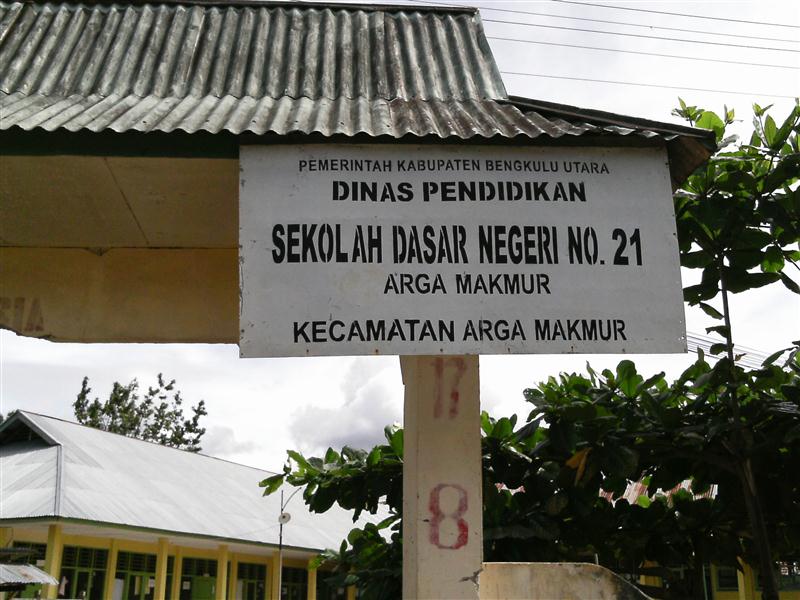 PEMERINTAH KABUPATEN BENGKULU UTARA
DINAS PENDIDIKAN
SEKOLAH DASAR NEGERI NO. 21
ARGA MAKMUR
KECAMATAN ARGA MAKMUR
17
8